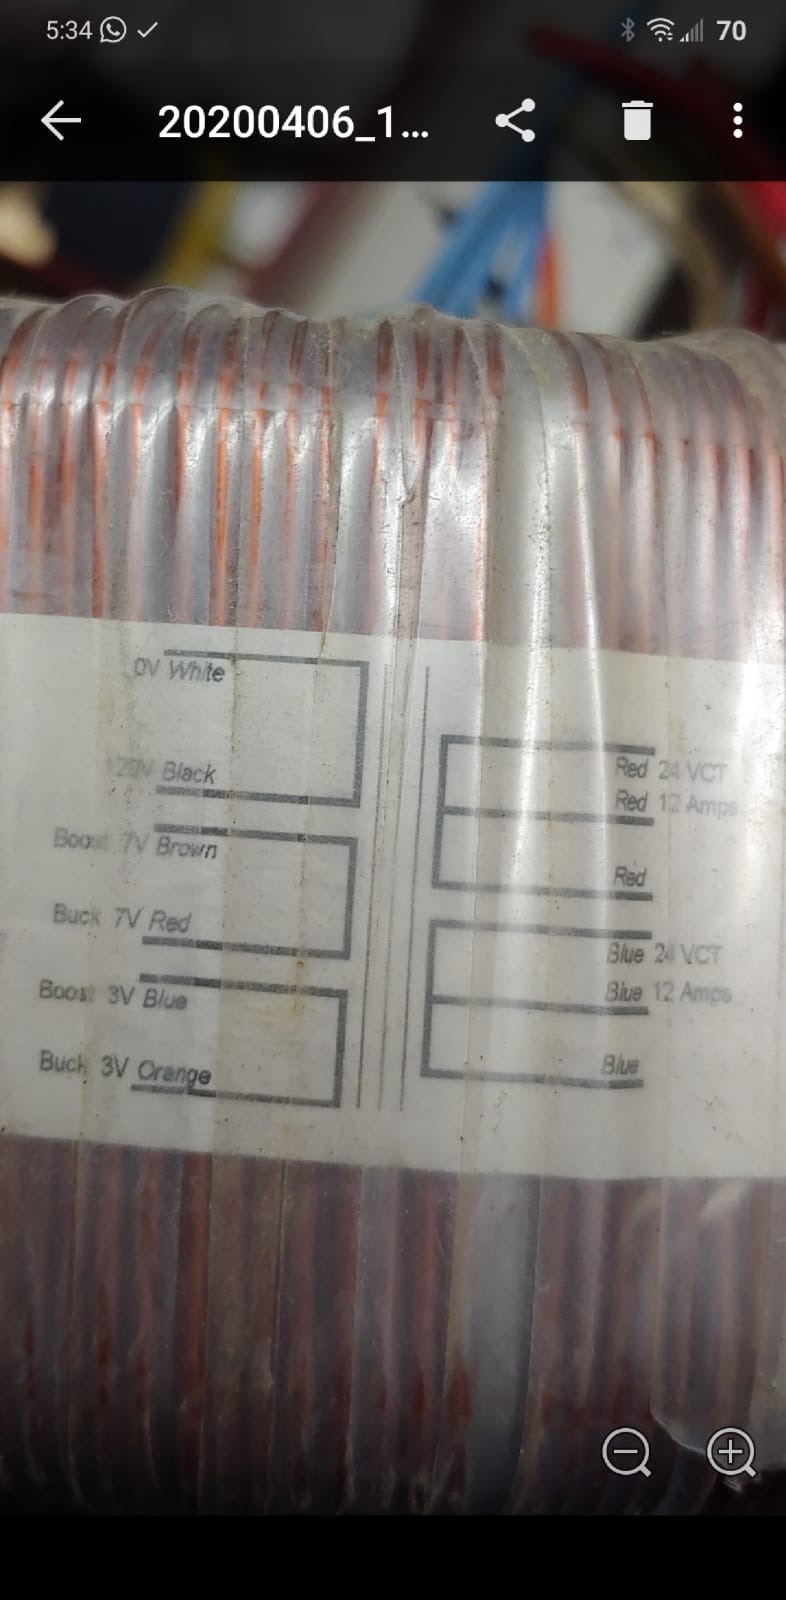 5:34
70
20200406_1...
0V White
120V Black
Boost 7V Brown
Buck 7V Red
Boost 3V Blue
Buck 3V Orange
Red 24 VCT
Red 12 Amps
Red
Blue 24 VCT
Blue 12 Amps
Blue